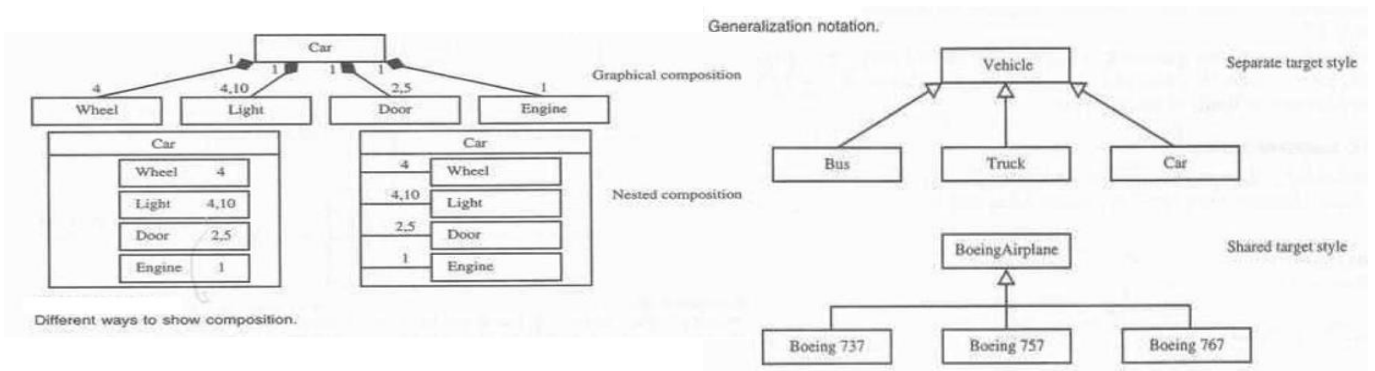 Car
1
1
1
1
Graphical composition
4
4,10
2,5
1
Wheel
Light
Door
Engine
Car
Wheel 4
Light 4,10
Door 2,5
Engine 1
Car
4 Wheel
4,10 Light
2,5 Door
1 Engine
Nested composition
Different ways to show composition.
Generalization notation.
Vehicle
Separate target style
Bus
Truck
Car
BoeingAirplane
Shared target style
Boeing 737
Boeing 757
Boeing 767